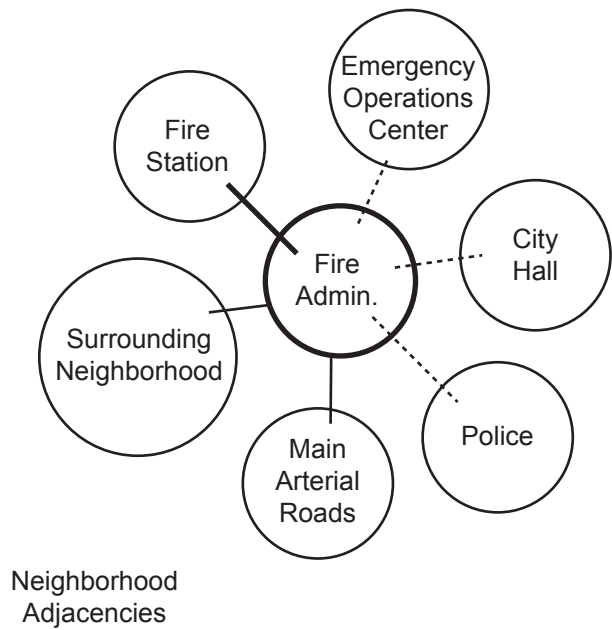 Emergency
Operations
Center
Fire
Station
City
Hall
Fire
Admin.
Surrounding
Neighborhood
Police
Main
Arterial
Roads
Neighborhood
Adjacencies